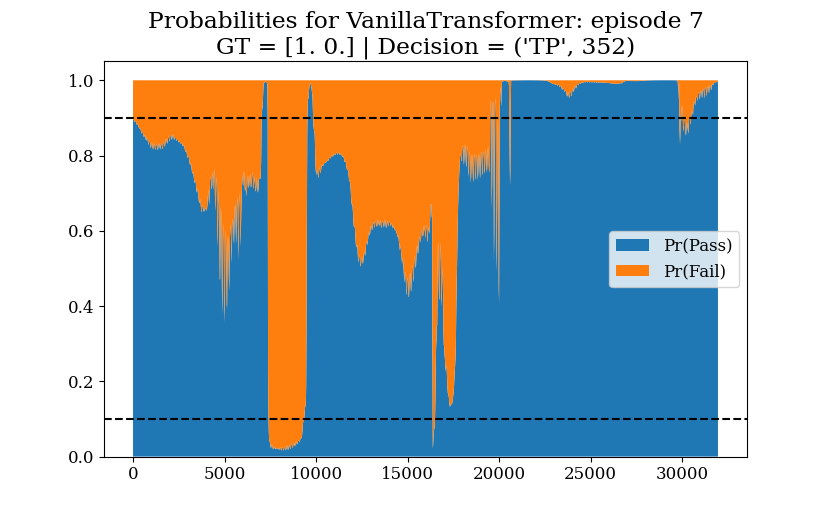 Probabilities for VanillaTransformer: episode 7
GT = [1. 0.] | Decision = ('TP', 352)
1.0
0.8
0.6
0.4
0.2
0.0
Pr(Pass)
Pr(Fail)
0 5000 10000 15000 20000 25000 30000